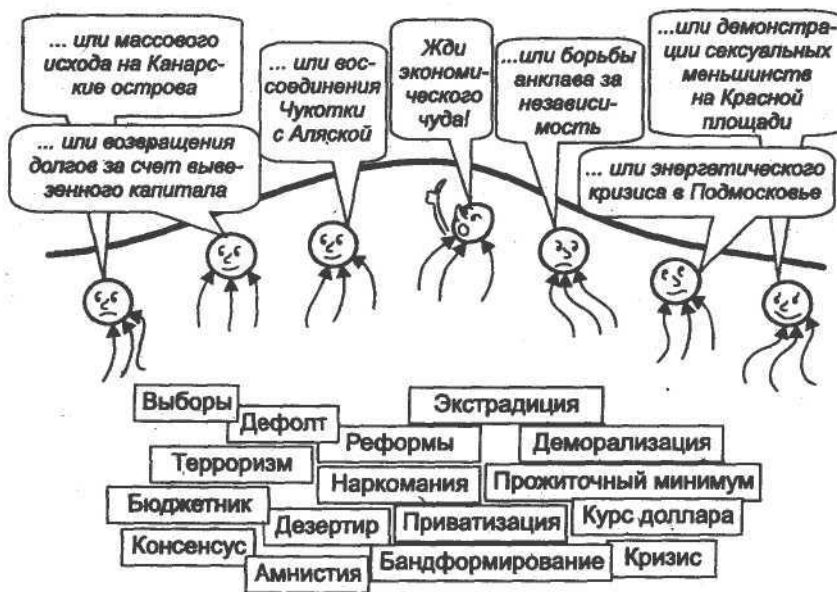 ... или массового
исхода на Канар-
ские острова
... или возвращения
долгов за счет выве-
зенного капитала
... или вос-
соединения
Чукотки
с Аляской
Жди
экономи-
ческого
чуда!
...или борьбы
анклава за
независи-
мость
...или демонстра-
ции сексуальных
меньшинств
на Красной
площади
... или энергетического
кризиса в Подмосковье
Выборы
Дефолт
Экстрадиция
Реформы
Деморализация
Терроризм
Наркомания
Прожиточный минимум
Бюджетник
Дезертир
Приватизация
Курс доллара
Консенсус
Амнистия
Бандформирование
Кризис